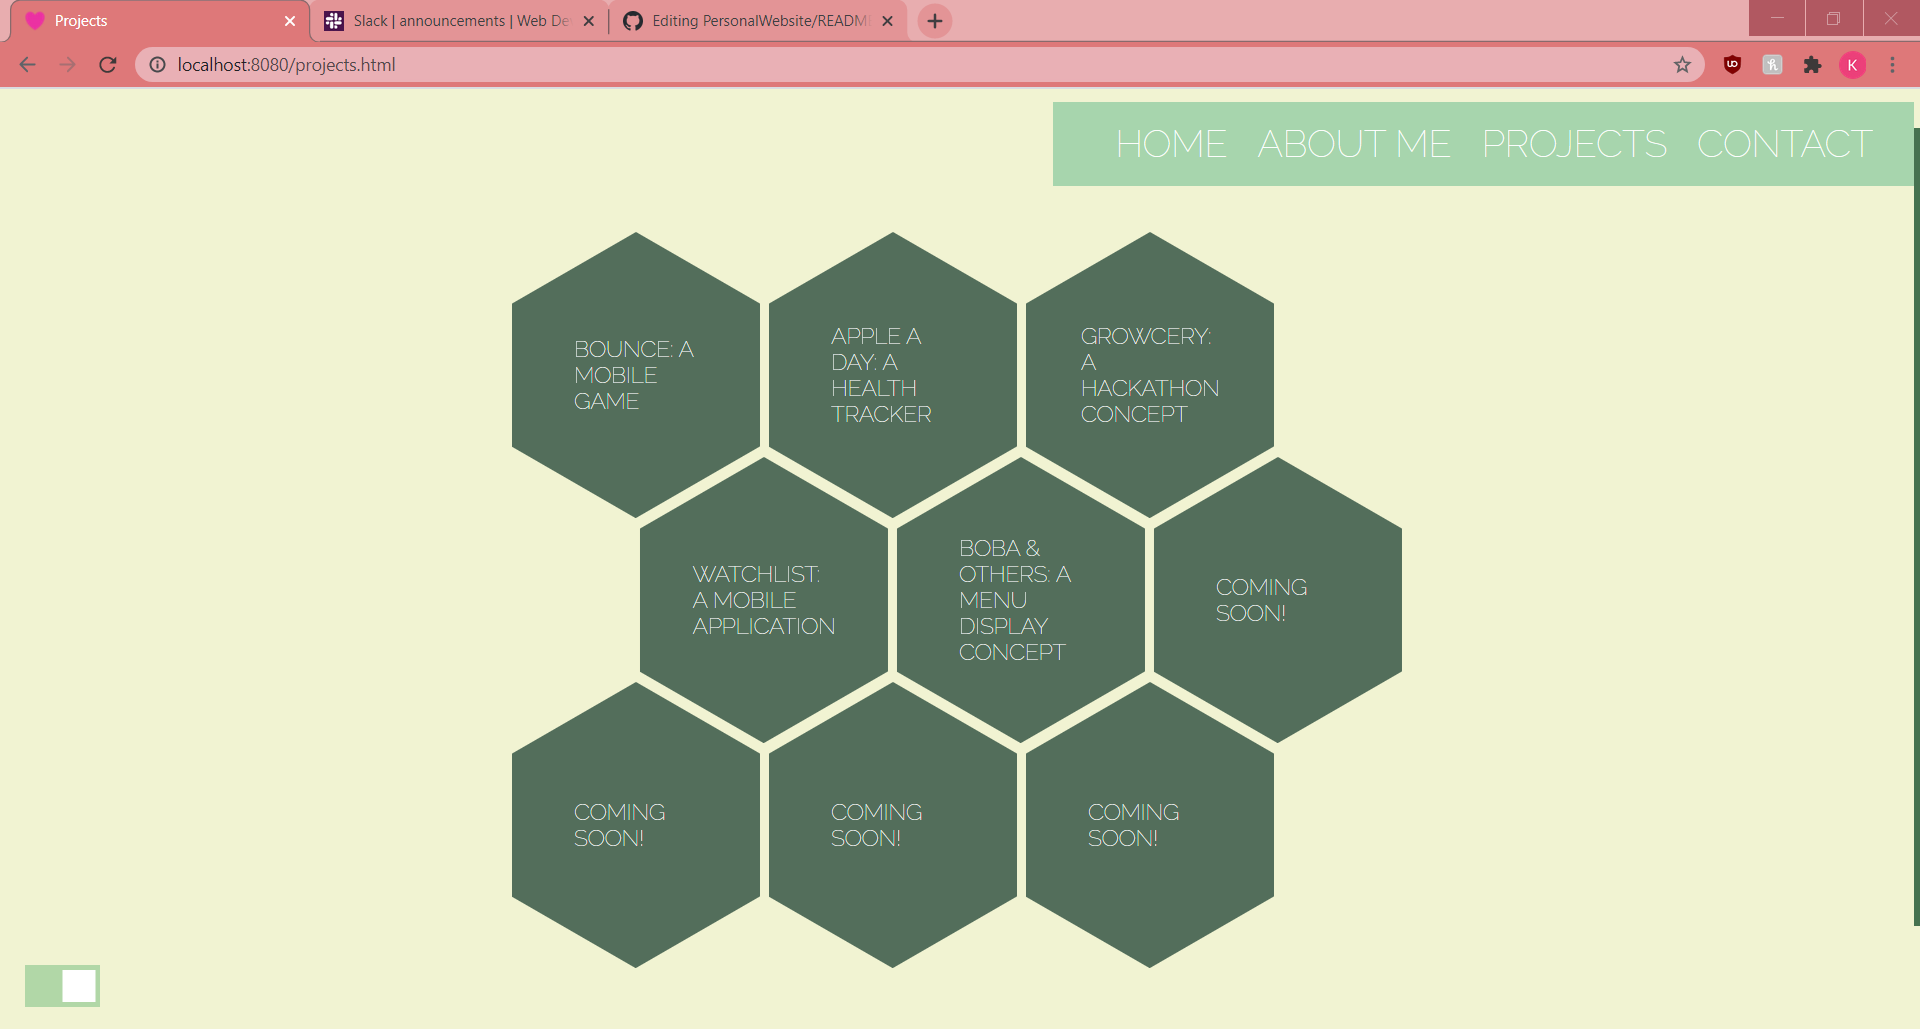 Projects
Slack | announcements | Web De
Editing PersonalWebsite/READM
localhost:8080/projects.html
K
HOME ABOUT ME PROJECTS CONTACT
BOUNCE: A
MOBILE
GAME
APPLE A
DAY: A
HEALTH
TRACKER
GROWCERY:
A
HACKATHON
CONCEPT
WATCHLIST:
A MOBILE
APPLICATION
BOBA &
OTHERS: A
MENU
DISPLAY
CONCEPT
COMING
SOON!
COMING
SOON!
COMING
SOON!
COMING
SOON!